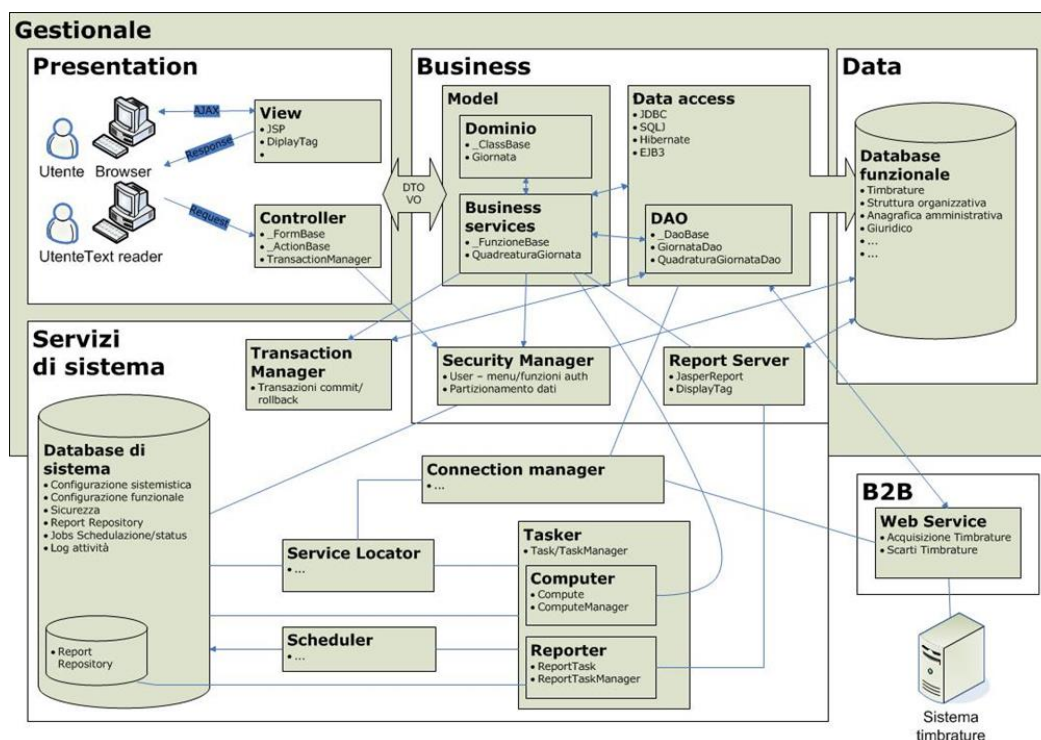 Gestionale
Presentation
Utente
Browser
AJAX
View
• JSP
• DiplayTag
•
Response
Utente
Text reader
Request
Controller
• _FormBase
• _ActionBase
• TransactionManager
DTO
VO
Business
Model
Dominio
• _ClassBase
• Giornata
Business
services
• _FunzioneBase
• QuadreaturaGiornata
Data access
• JDBC
• SQLJ
• Hibernate
• EJB3
DAO
• _DaoBase
• GiornataDao
• QuadraturaGiornataDao
Data
Database
funzionale
• Timbrature
• Struttura organizzativa
• Anagrafica amministrativa
• Giuridico
• ...
• ...
Servizi
di sistema
Transaction
Manager
• Transazioni commit/
rollback
Security Manager
• User – menu/funzioni auth
• Partizionamento dati
Report Server
• JasperReport
• DisplayTag
Database di
sistema
• Configurazione sistemistica
• Configurazione funzionale
• Sicurezza
• Report Repository
• Jobs Schedulazione/status
• Log attività
• Report
Repository
Connection manager
• ...
Service Locator
• ...
Scheduler
• ...
Tasker
• Task/TaskManager
Computer
• Compute
• ComputeManager
Reporter
• ReportTask
• ReportTaskManager
B2B
Web Service
• Acquisizione Timbrature
• Scarti Timbrature
Sistema
timbrature